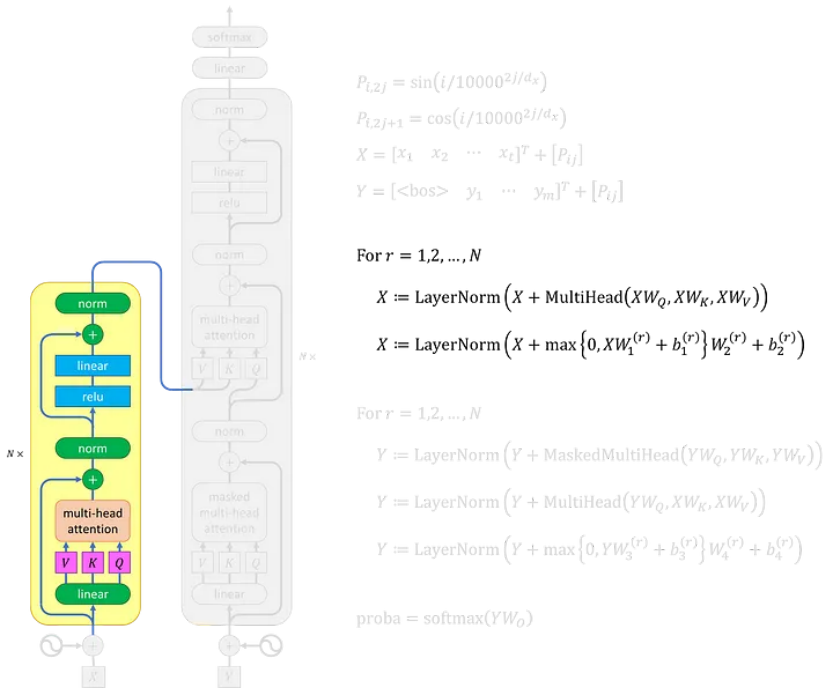 softmax
linear
norm
+
linear
relu
norm
+
multi-head
attention
V K Q
N ×
norm
+
masked
multi-head
attention
V K Q
linear
+
Y
norm
+
linear
relu
norm
N ×
+
multi-head
attention
V K Q
linear
+
X
P_{i,2j} = sin(i/10000^{2j/d_x})
P_{i,2j+1} = cos(i/10000^{2j/d_x})
X = [x_1 x_2 ⋯ x_t]^T + [P_{ij}]
Y = [<bos> y_1 ⋯ y_m]^T + [P_{ij}]
For r = 1,2, …, N
X ≔ LayerNorm(X + MultiHead(XW_Q, XW_K, XW_V))
X ≔ LayerNorm(X + max{0, XW_1^{(r)} + b_1^{(r)}}W_2^{(r)} + b_2^{(r)})
For r = 1,2, …, N
Y ≔ LayerNorm(Y + MaskedMultiHead(YW_Q, YW_K, YW_V))
Y ≔ LayerNorm(Y + MultiHead(YW_Q, XW_K, XW_V))
Y ≔ LayerNorm(Y + max{0, YW_3^{(r)} + b_3^{(r)}}W_4^{(r)} + b_4^{(r)})
proba = softmax(YW_O)